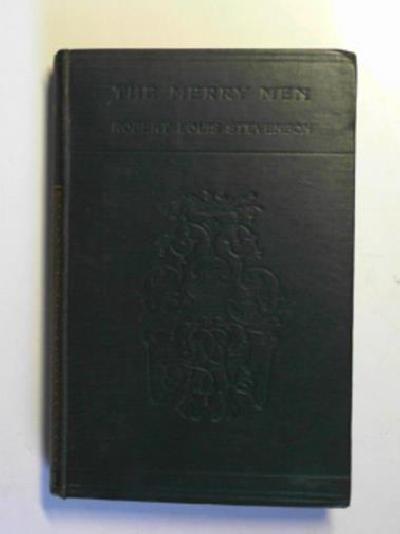 THE MERRY MEN
ROBERT LOUIS STEVENSON